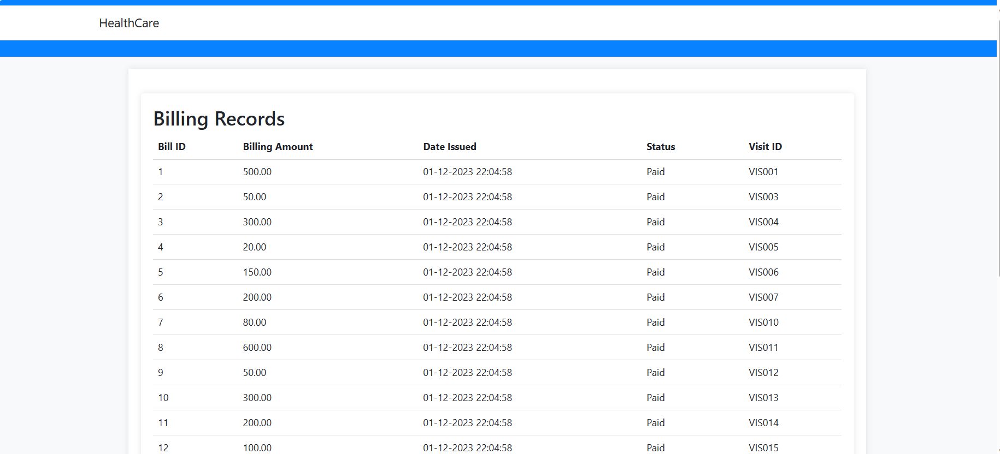 HealthCare
Billing Records
Bill ID Billing Amount Date Issued Status Visit ID
1 500.00 01-12-2023 22:04:58 Paid VIS001
2 50.00 01-12-2023 22:04:58 Paid VIS003
3 300.00 01-12-2023 22:04:58 Paid VIS004
4 20.00 01-12-2023 22:04:58 Paid VIS005
5 150.00 01-12-2023 22:04:58 Paid VIS006
6 200.00 01-12-2023 22:04:58 Paid VIS007
7 80.00 01-12-2023 22:04:58 Paid VIS010
8 600.00 01-12-2023 22:04:58 Paid VIS011
9 50.00 01-12-2023 22:04:58 Paid VIS012
10 300.00 01-12-2023 22:04:58 Paid VIS013
11 200.00 01-12-2023 22:04:58 Paid VIS014
12 100.00 01-12-2023 22:04:58 Paid VIS015